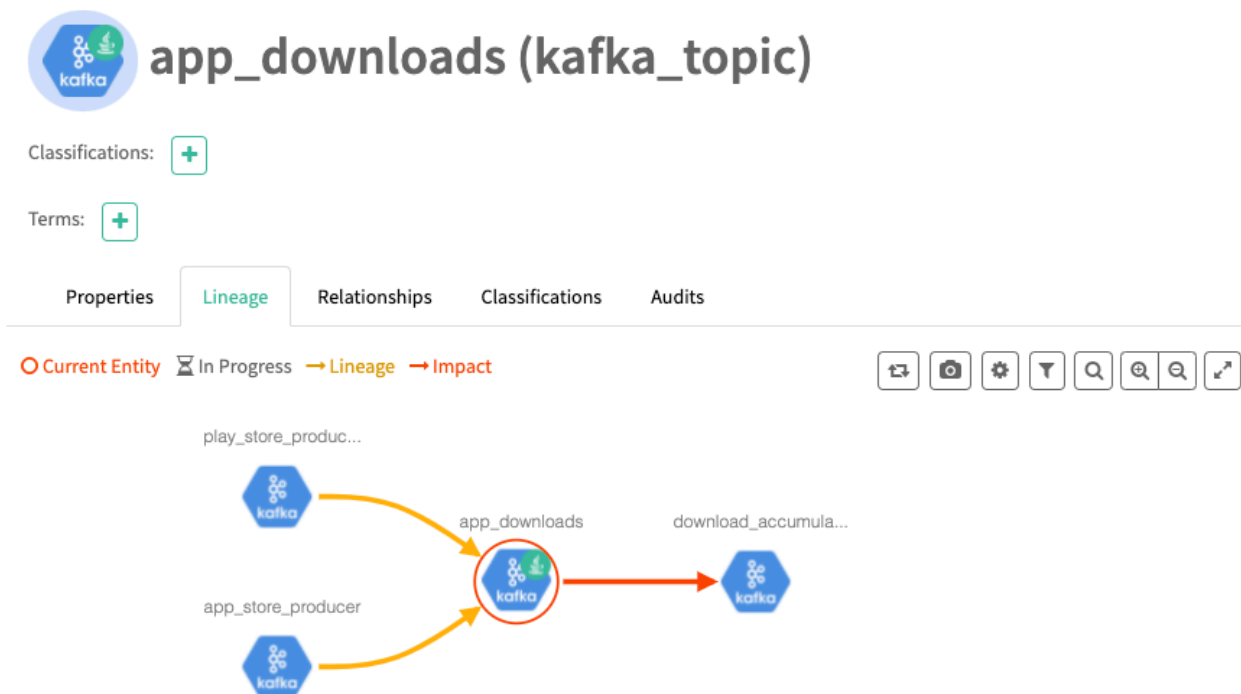 kafka
app_downloads (kafka_topic)
Classifications:
Terms:
Properties Lineage Relationships Classifications Audits
Current Entity In Progress Lineage Impact
play_store_produc...
kafka
app_downloads
kafka
download_accumula...
kafka
app_store_producer
kafka